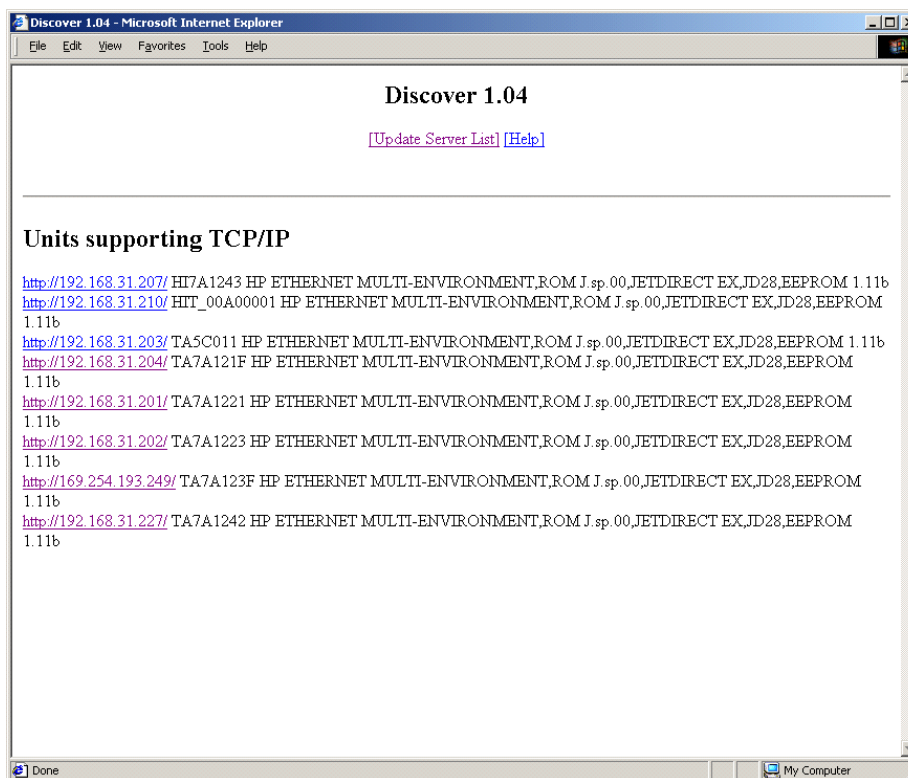 Discover 1.04 - Microsoft Internet Explorer
File Edit View Favorites Tools Help
Discover 1.04
[Update Server List] [Help]
Units supporting TCP/IP
http://192.168.31.207/ HI7A1243 HP ETHERNET MULTI-ENVIRONMENT,ROM J.sp.00,JETDIRECT EX,JD28,EEPROM 1.11b
http://192.168.31.210/ HIT_00A00001 HP ETHERNET MULTI-ENVIRONMENT,ROM J.sp.00,JETDIRECT EX,JD28,EEPROM
1.11b
http://192.168.31.203/ TA5C011 HP ETHERNET MULTI-ENVIRONMENT,ROM J.sp.00,JETDIRECT EX,JD28,EEPROM 1.11b
http://192.168.31.204/ TA7A121F HP ETHERNET MULTI-ENVIRONMENT,ROM J.sp.00,JETDIRECT EX,JD28,EEPROM
1.11b
http://192.168.31.201/ TA7A1221 HP ETHERNET MULTI-ENVIRONMENT,ROM J.sp.00,JETDIRECT EX,JD28,EEPROM
1.11b
http://192.168.31.202/ TA7A1223 HP ETHERNET MULTI-ENVIRONMENT,ROM J.sp.00,JETDIRECT EX,JD28,EEPROM
1.11b
http://169.254.193.249/ TA7A123F HP ETHERNET MULTI-ENVIRONMENT,ROM J.sp.00,JETDIRECT EX,JD28,EEPROM
1.11b
http://192.168.31.227/ TA7A1242 HP ETHERNET MULTI-ENVIRONMENT,ROM J.sp.00,JETDIRECT EX,JD28,EEPROM
1.11b
Done My Computer